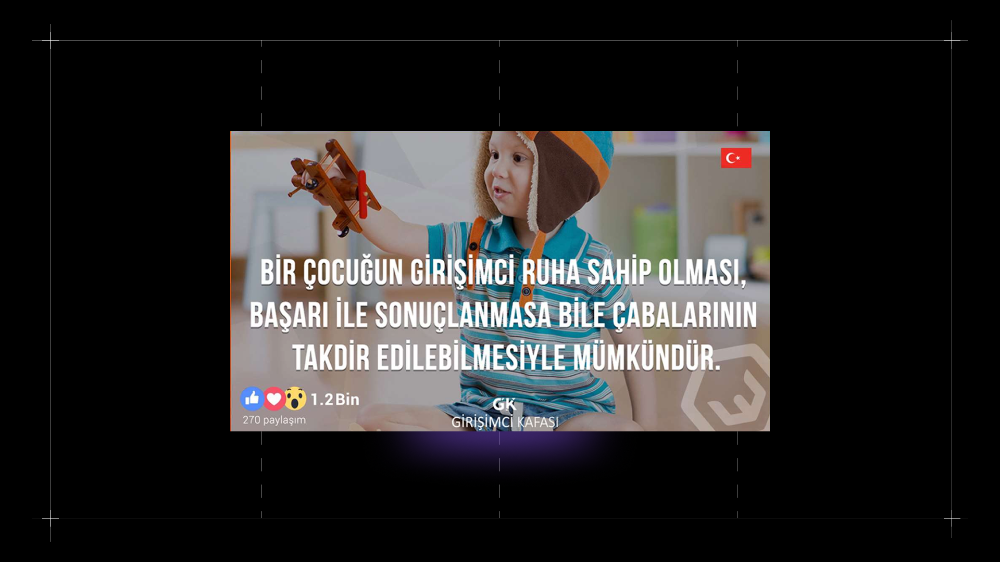 BİR ÇOCUĞUN GİRİŞİMCİ RUHA SAHİP OLMASI,
BAŞARI İLE SONUÇLANMASA BİLE ÇABALARININ
TAKDİR EDİLEBİLMESİYLE MÜMKÜNDÜR.
1.2Bin
270 paylaşım
GK
GİRİŞİMCİ KAFASI